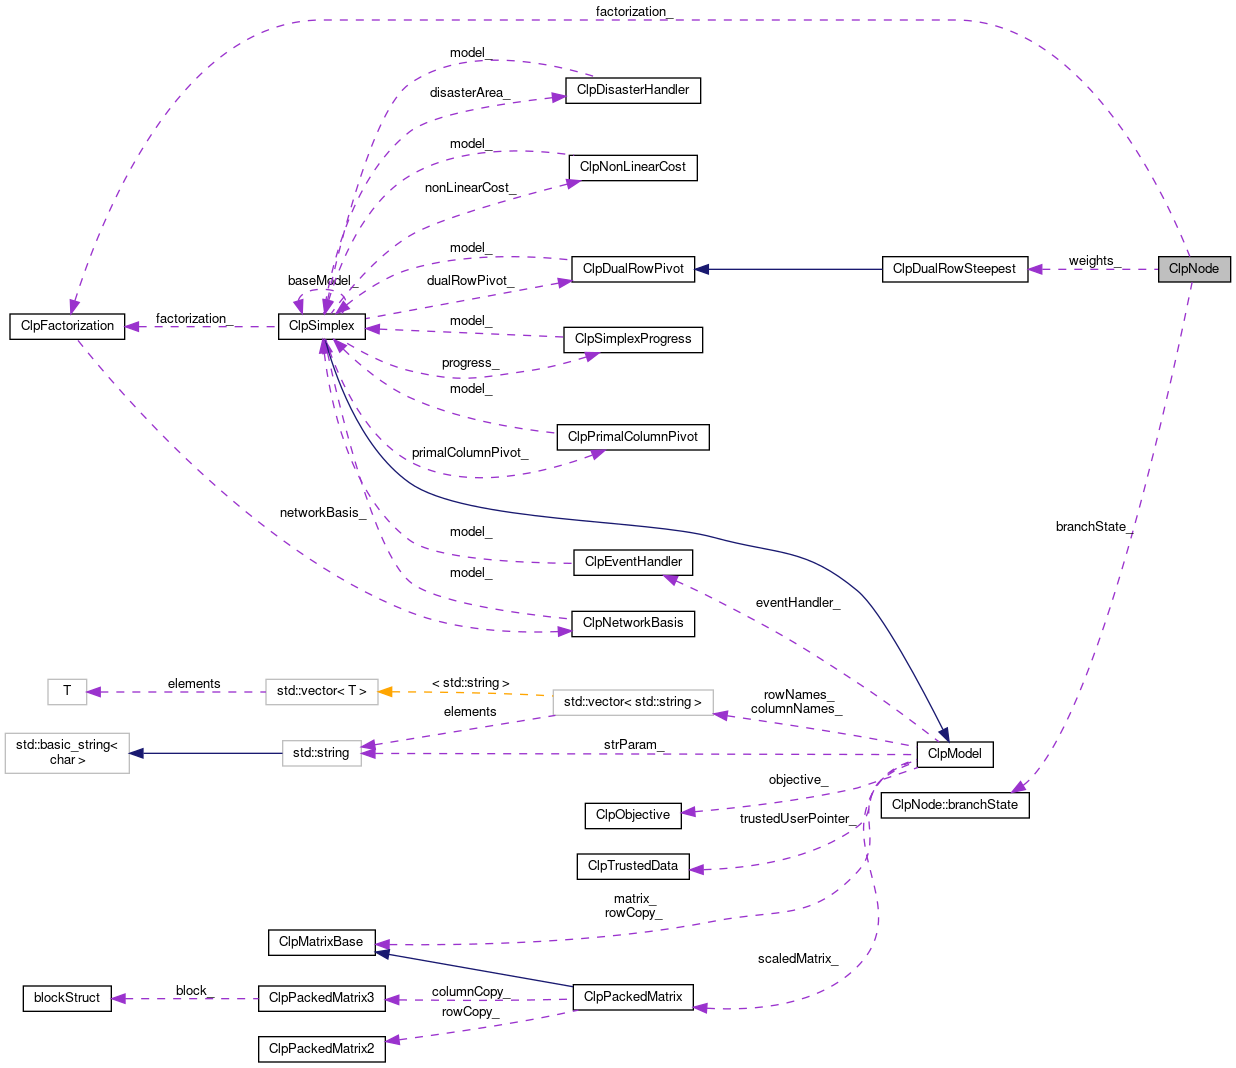 factorization_
model_
ClpDisasterHandler
disasterArea_
model_
ClpNonLinearCost
nonLinearCost_
model_
ClpDualRowPivot
ClpDualRowSteepest
weights_
ClpNode
baseModel_
dualRowPivot_
ClpFactorization
factorization_
ClpSimplex
model_
ClpSimplexProgress
progress_
model_
ClpPrimalColumnPivot
primalColumnPivot_
networkBasis_
model_
branchState_
ClpEventHandler
model_
eventHandler_
ClpNetworkBasis
T
elements
std::vector< T >
< std::string >
std::vector< std::string >
rowNames_
columnNames_
elements
std::basic_string<
char >
std::string
strParam_
ClpModel
objective_
ClpNode::branchState
ClpObjective
trustedUserPointer_
ClpTrustedData
matrix_
rowCopy_
ClpMatrixBase
scaledMatrix_
blockStruct
block_
ClpPackedMatrix3
columnCopy_
ClpPackedMatrix
rowCopy_
ClpPackedMatrix2